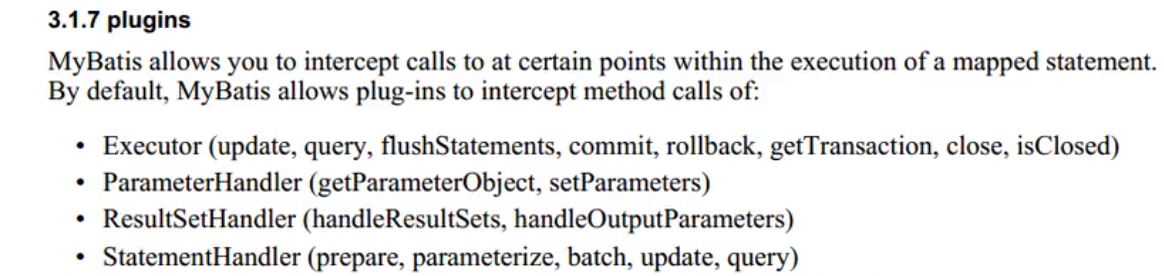 3.1.7 plugins
MyBatis allows you to intercept calls to at certain points within the execution of a mapped statement.
By default, MyBatis allows plug-ins to intercept method calls of:
• Executor (update, query, flushStatements, commit, rollback, getTransaction, close, isClosed)
• ParameterHandler (getParameterObject, setParameters)
• ResultSetHandler (handleResultSets, handleOutputParameters)
• StatementHandler (prepare, parameterize, batch, update, query)